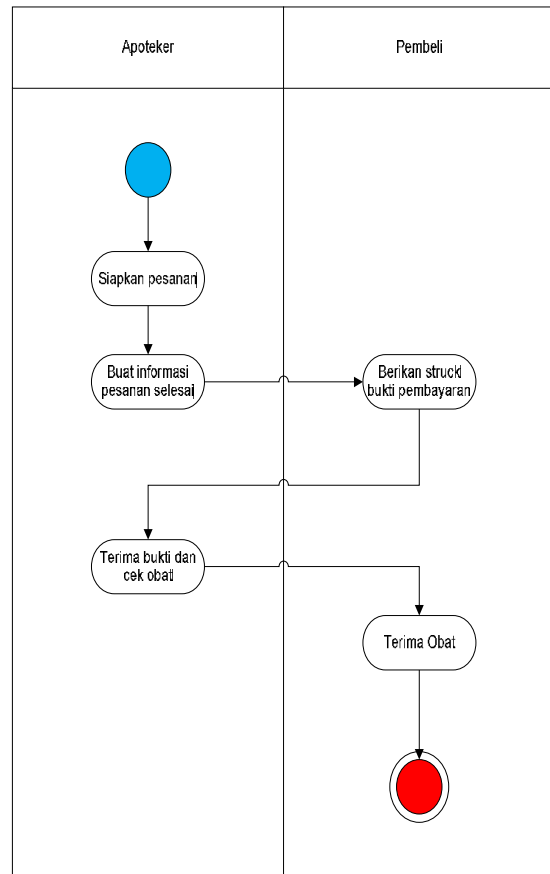 Apoteker
Pembeli
Siapkan pesanan
Buat informasi
pesanan selesai
Berikan struck
bukti pembayaran
Terima bukti dan
cek obat
Terima Obat